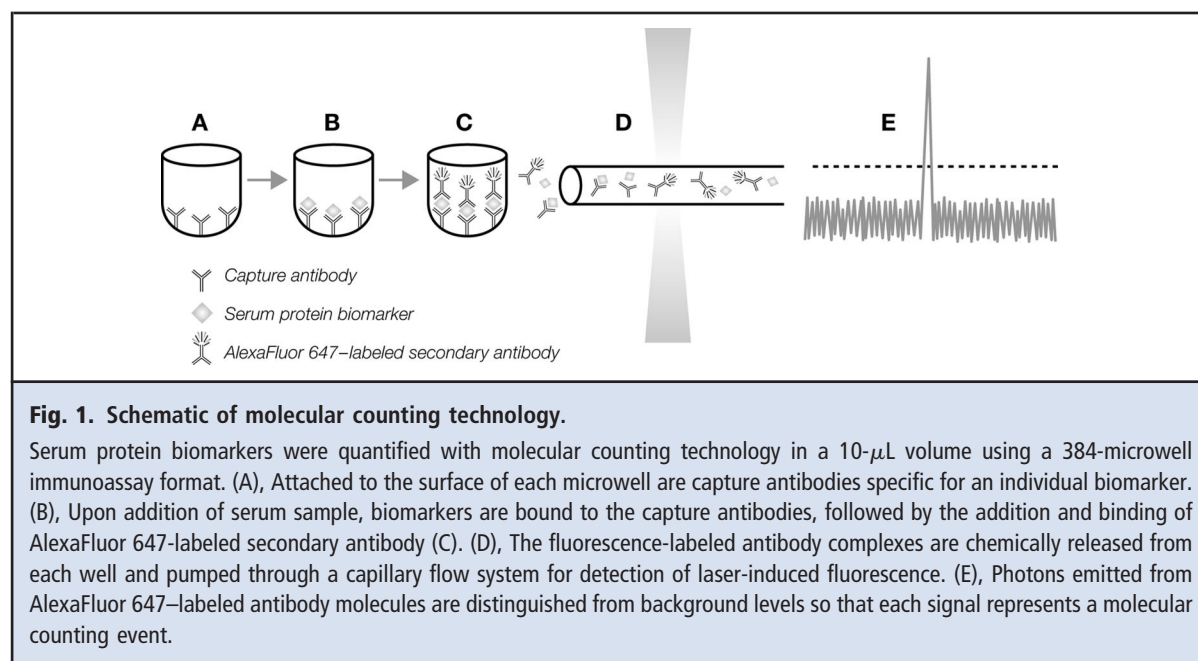 A B C D E
Capture antibody
Serum protein biomarker
AlexaFluor 647–labeled secondary antibody
Fig. 1. Schematic of molecular counting technology.
Serum protein biomarkers were quantified with molecular counting technology in a 10-μL volume using a 384-microwell
immunoassay format. (A), Attached to the surface of each microwell are capture antibodies specific for an individual biomarker.
(B), Upon addition of serum sample, biomarkers are bound to the capture antibodies, followed by the addition and binding of
AlexaFluor 647-labeled secondary antibody (C). (D), The fluorescence-labeled antibody complexes are chemically released from
each well and pumped through a capillary flow system for detection of laser-induced fluorescence. (E), Photons emitted from
AlexaFluor 647–labeled antibody molecules are distinguished from background levels so that each signal represents a molecular
counting event.